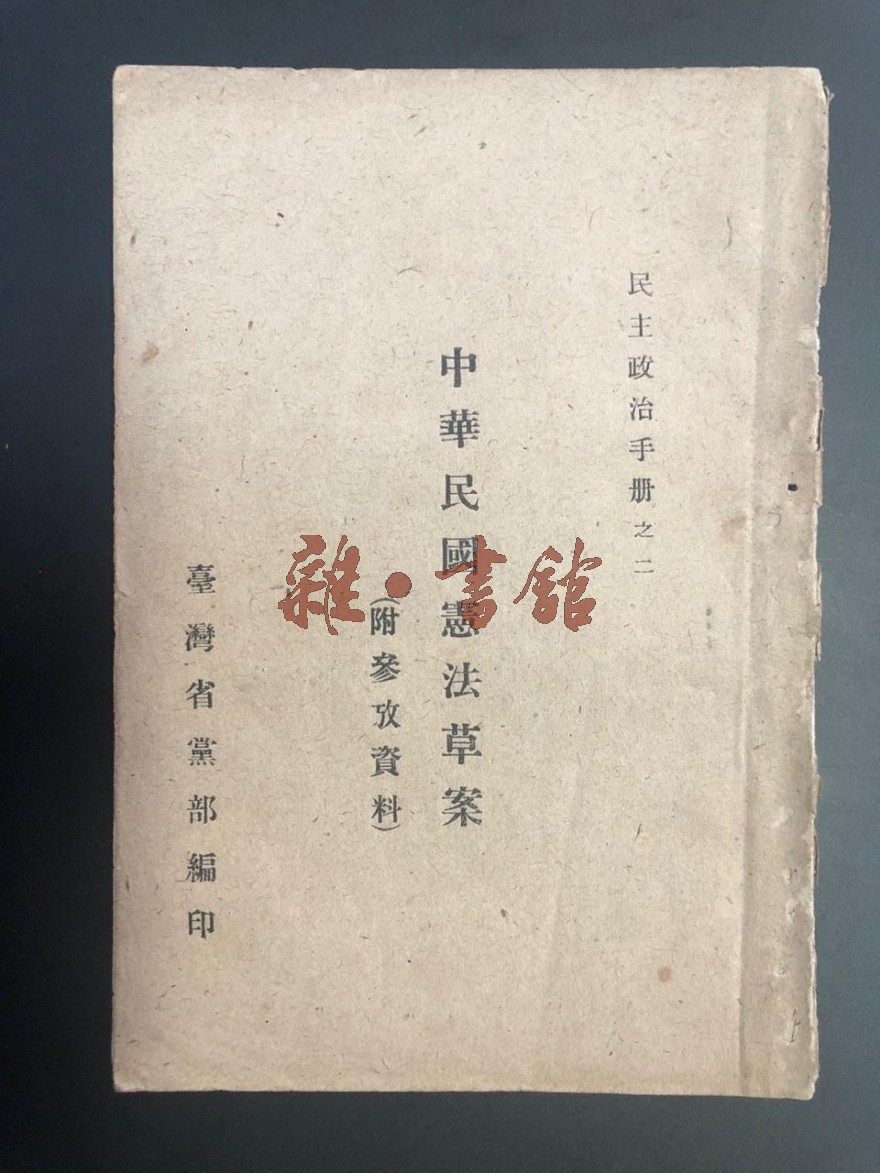 民主政治手册之二
中華民國憲法草案
(附參攷資料)
臺灣省黨部編印
雜·書館